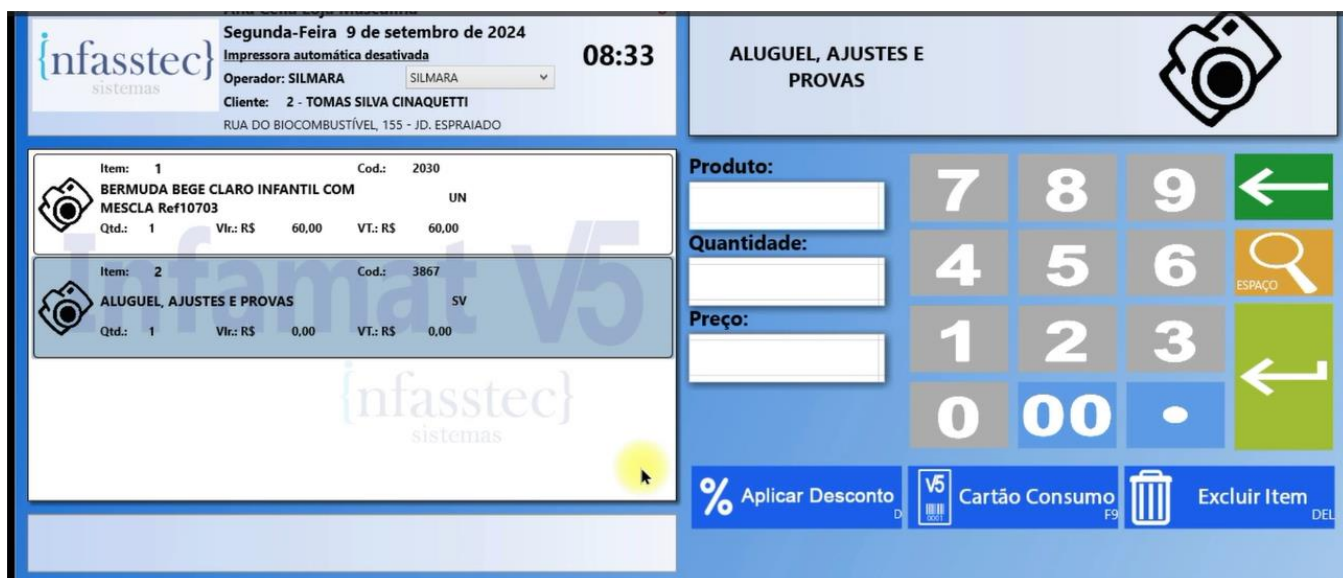 Ana Célia Loja Masculina
{nfasstec}
sistemas
Segunda-Feira 9 de setembro de 2024
Impressora automática desativada
08:33
Operador: SILMARA
SILMARA
Cliente: 2 - TOMAS SILVA CINAQUETTI
RUA DO BIOCOMBUSTÍVEL, 155 - JD. ESPRAIADO
ALUGUEL, AJUSTES E
PROVAS
Item: 1 Cod.: 2030
BERMUDA BEGE CLARO INFANTIL COM
MESCLA Ref10703
UN
Qtd.: 1 Vlr.: R$ 60,00 VT.: R$ 60,00
Infamat V5
Item: 2 Cod.: 3867
ALUGUEL, AJUSTES E PROVAS SV
Qtd.: 1 Vlr.: R$ 0,00 VT.: R$ 0,00
{nfasstec}
sistemas
Produto:
Quantidade:
Preço:
7 8 9
4 5 6
ESPAÇO
1 2 3
0 00 •
% Aplicar Desconto
D
V5
0001
Cartão Consumo
F9
Excluir Item
DEL